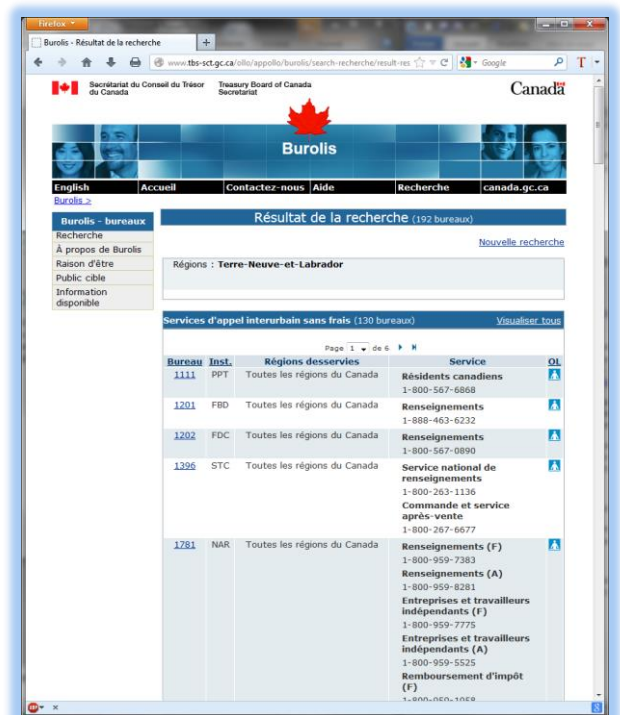 Firefox
Burolis - Résultat de la recherche
www.tbs-sct.gc.ca/ollo/appollo/burolis/search-recherche/result-res
Google
Secrétariat du Conseil du Trésor du Canada
Treasury Board of Canada Secretariat
Canada
Burolis
English Accueil Contactez-nous Aide Recherche canada.gc.ca
Burolis >
Burolis - bureaux
Recherche
À propos de Burolis
Raison d'être
Public cible
Information disponible
Résultat de la recherche (192 bureaux)
Nouvelle recherche
Régions : Terre-Neuve-et-Labrador
Services d'appel interurbain sans frais (130 bureaux) Visualiser tous
Page 1 de 6
Bureau Inst. Régions desservies Service OL
1111 PPT Toutes les régions du Canada Résidents canadiens
1-800-567-6868
1201 FBD Toutes les régions du Canada Renseignements
1-888-463-6232
1202 FDC Toutes les régions du Canada Renseignements
1-800-567-0890
1396 STC Toutes les régions du Canada Service national de
renseignements
1-800-263-1136
Commande et service
après-vente
1-800-267-6677
1781 NAR Toutes les régions du Canada Renseignements (F)
1-800-959-7383
Renseignements (A)
1-800-959-8281
Entreprises et travailleurs
indépendants (F)
1-800-959-7775
Entreprises et travailleurs
indépendants (A)
1-800-959-5525
Remboursement d'impôt
(F)